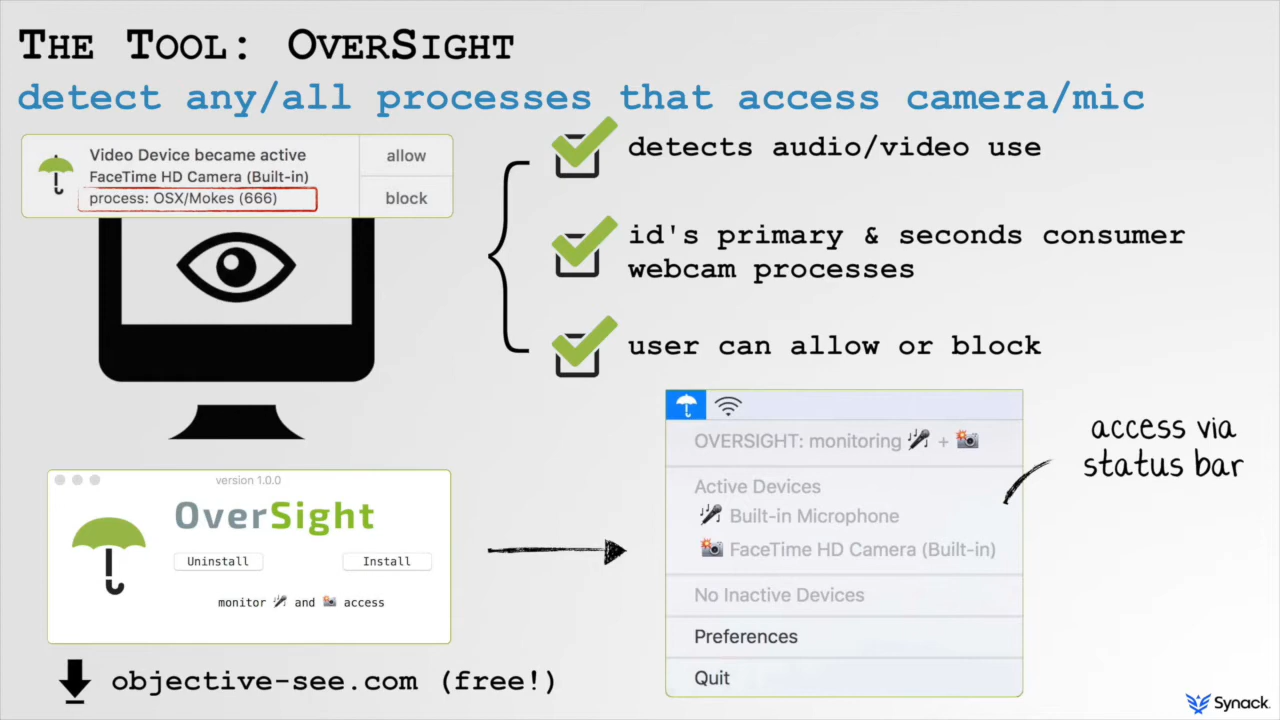 The Tool: OverSight
detect any/all processes that access camera/mic
Video Device became active
FaceTime HD Camera (Built-in)
process: OSX/Mokes (666)
allow
block
detects audio/video use
id's primary & seconds consumer
webcam processes
user can allow or block
version 1.0.0
OverSight
Uninstall
Install
monitor and access
objective-see.com (free!)
OVERSIGHT: monitoring +
Active Devices
Built-in Microphone
FaceTime HD Camera (Built-in)
No Inactive Devices
Preferences
Quit
access via
status bar
Synack.